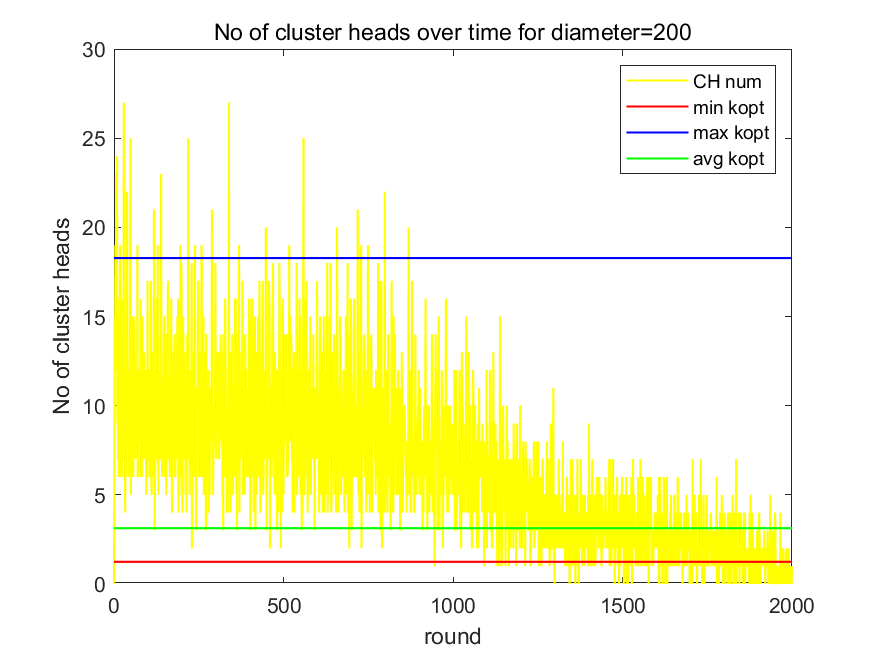 No of cluster heads over time for diameter=200
30
25
20
15
10
5
0
No of cluster heads
CH num
min kopt
max kopt
avg kopt
0
500
1000
1500
2000
round